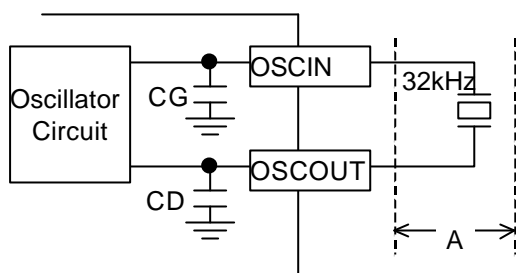 OSCIN
32kHz
Oscillator
Circuit
CG
OSCOUT
CD
A